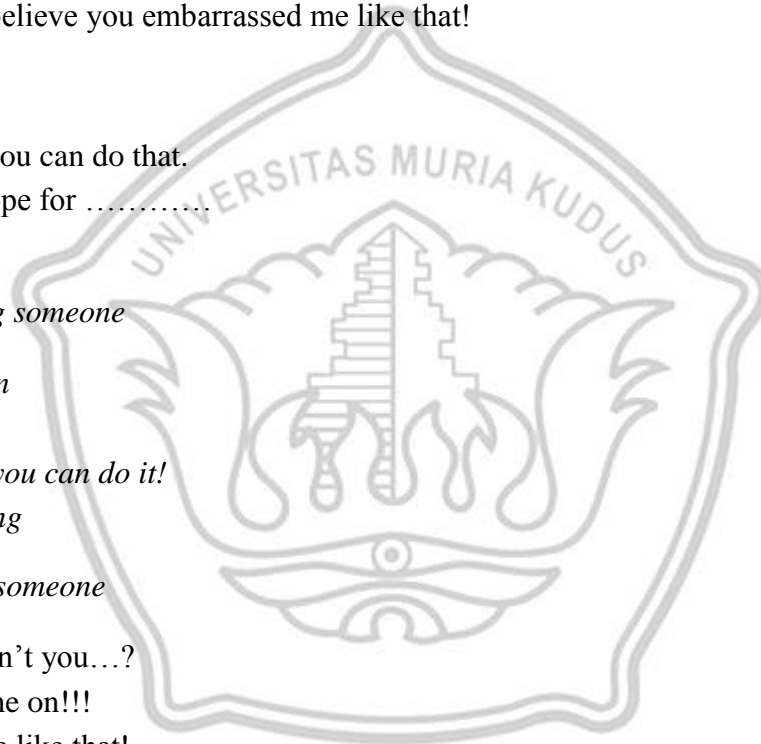 believe you embarrassed me like that!
ou can do that.
pe for …………
UNIVERSITAS MURIA KUDUS
g someone
n
you can do it!
ng
someone
n't you…?
ne on!!!
like that!